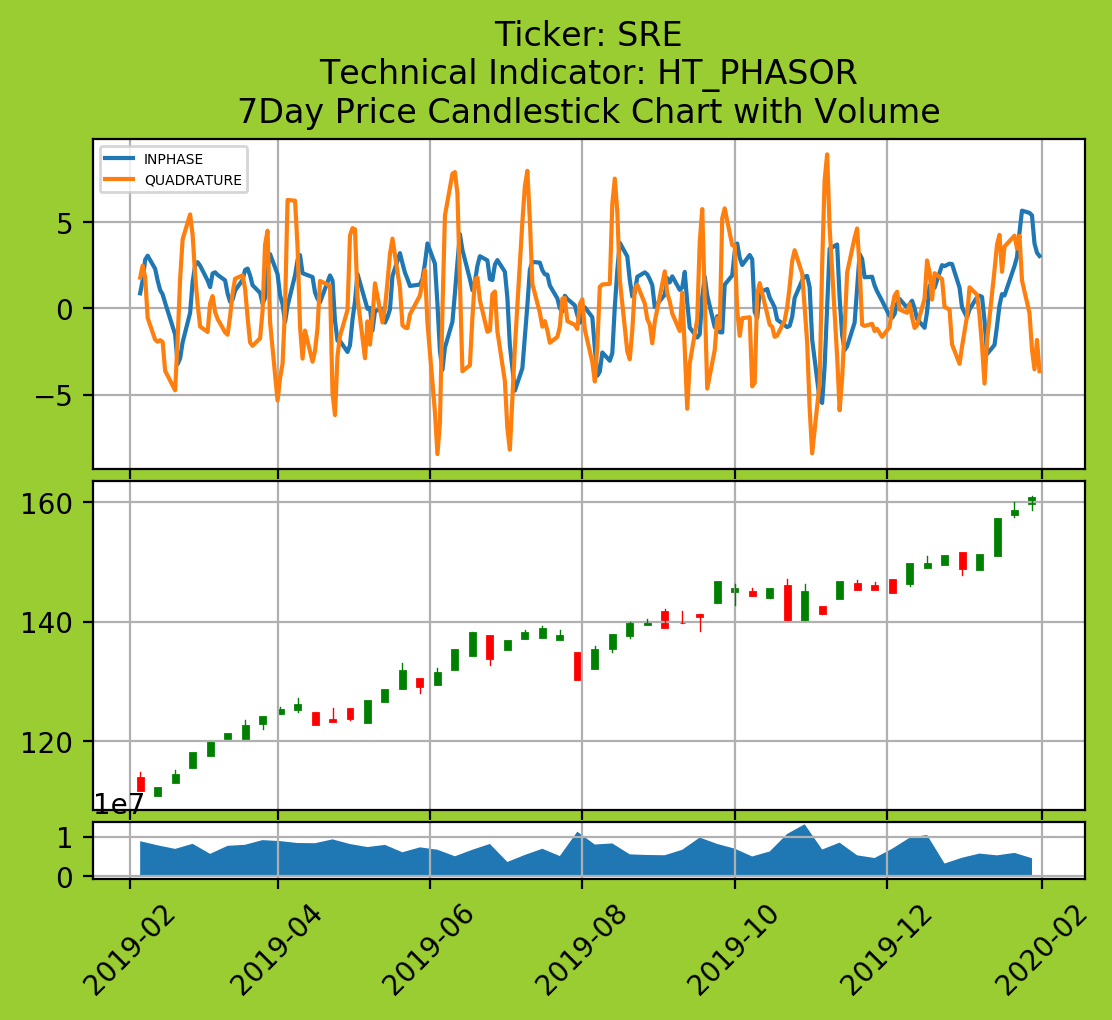 Ticker: SRE
Technical Indicator: HT_PHASOR
7Day Price Candlestick Chart with Volume
INPHASE
QUADRATURE
5
0
−5
160
140
120
1e7
1
0
2019-02
2019-04
2019-06
2019-08
2019-10
2019-12
2020-02